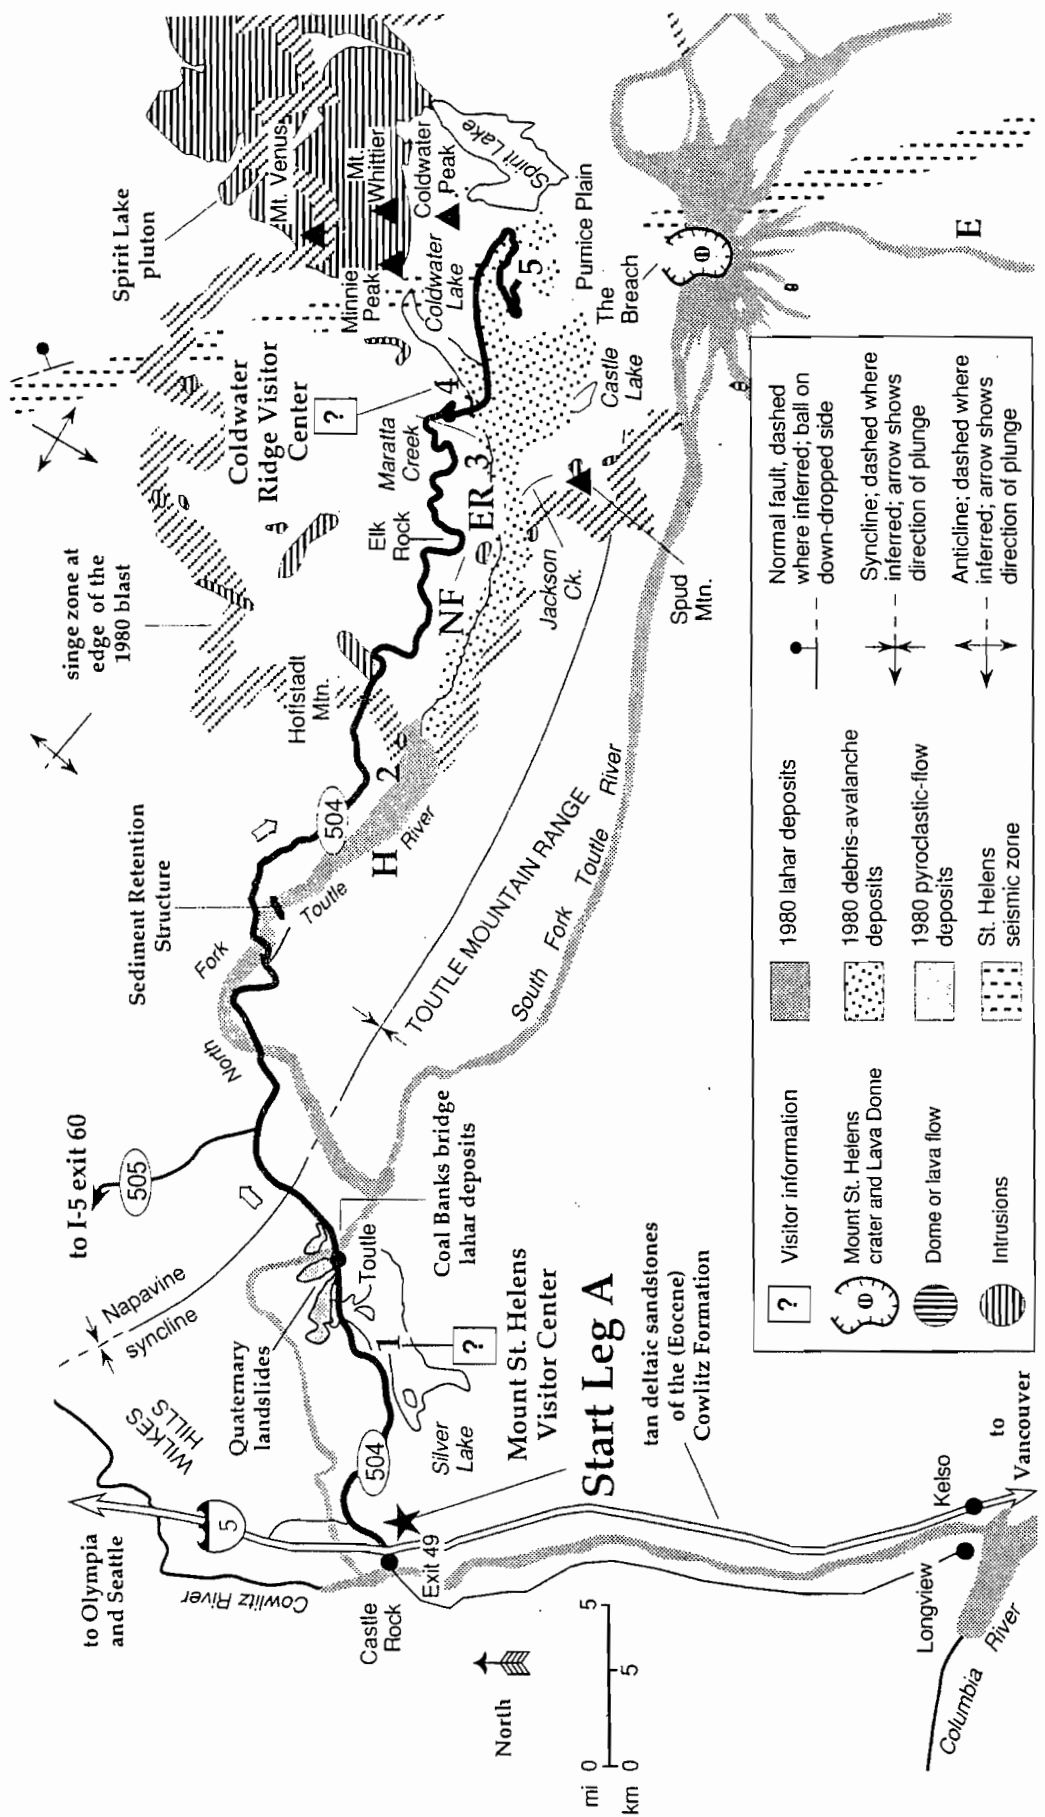 to Olympia
and Seattle
WILKES
HILLS
Napavine
syncline
to I-5 exit 60
505
5
Cowlitz River
Castle
Rock
Exit 49
504
Quaternary
landslides
Silver
Lake
1
?
Toutle
Coal Banks bridge
lahar deposits
Mount St. Helens
Visitor Center
Start Leg A
tan deltaic sandstones
of the (Eocene)
Cowlitz Formation
Kelso
Longview
to
Vancouver
Columbia
River
North
mi 0 5
km 0 5
North
Fork
Toutle
River
Sediment Retention
Structure
504
H
2
TOUTLE MOUNTAIN RANGE
South Fork Toutle River
singe zone at
edge of the
1980 blast
Hoffstadt
Mtn.
NF
Elk
Rock
ER
3
Maratta
Creek
Jackson
Ck.
Spud
Mtn.
Castle
Lake
Coldwater
Ridge Visitor
Center
?
4
Coldwater
Lake
Minnie
Peak
Spirit Lake
pluton
Mt. Venus
Mt.
Whittier
Coldwater
Peak
Spirit Lake
5
Pumice Plain
The
Breach
E
?
Visitor information
Mount St. Helens
crater and Lava Dome
Dome or lava flow
Intrusions
1980 lahar deposits
1980 debris-avalanche
deposits
1980 pyroclastic-flow
deposits
St. Helens
seismic zone
Normal fault, dashed
where inferred; ball on
down-dropped side
Syncline; dashed where
inferred; arrow shows
direction of plunge
Anticline; dashed where
inferred; arrow shows
direction of plunge